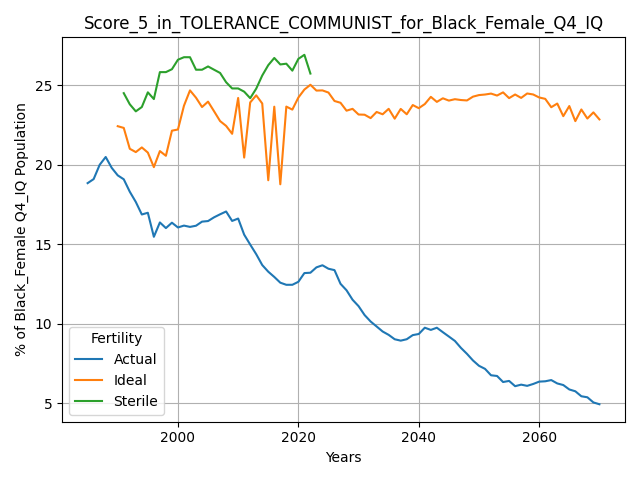 Score_5_in_TOLERANCE_COMMUNIST_for_Black_Female_Q4_IQ
% of Black_Female Q4_IQ Population
25
20
15
10
5
Fertility
Actual
Ideal
Sterile
2000 2020 2040 2060
Years